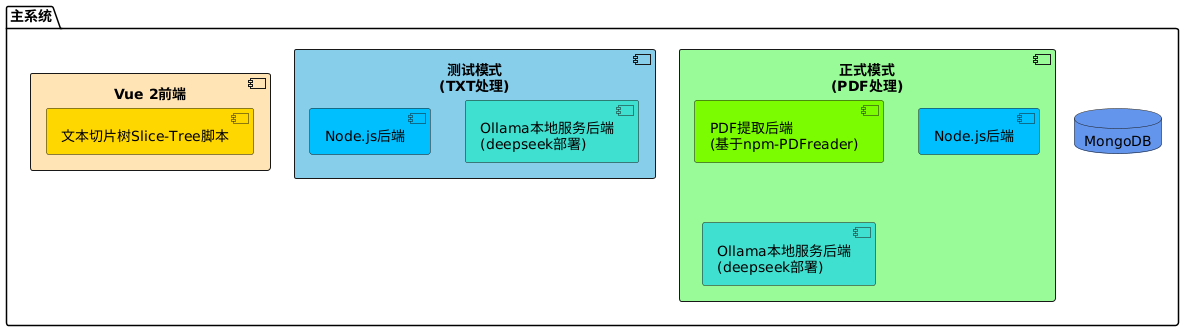 主系统
Vue 2前端
文本切片树Slice-Tree脚本
测试模式
(TXT处理)
Node.js后端
Ollama本地服务后端
(deepseek部署)
正式模式
(PDF处理)
PDF提取后端
(基于npm-PDFreader)
Node.js后端
Ollama本地服务后端
(deepseek部署)
MongoDB